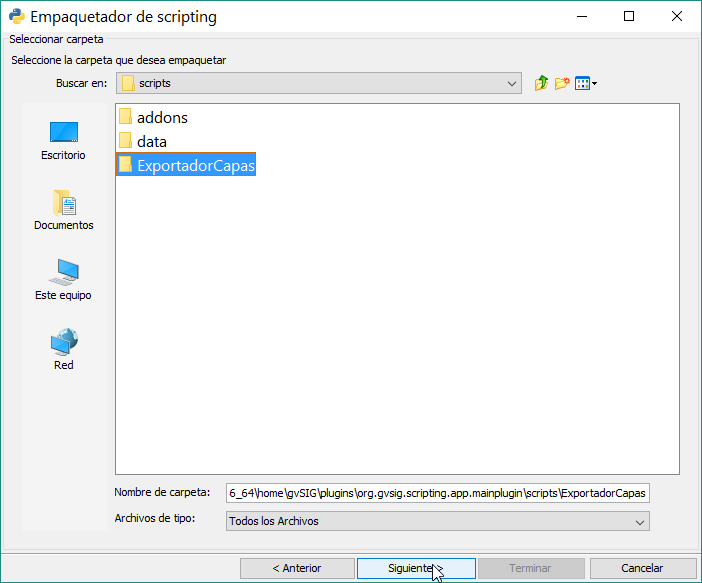 Empaquetador de scripting
Seleccionar carpeta
Seleccione la carpeta que desea empaquetar
Buscar en: scripts
addons
data
ExportadorCapas
Escritorio
Documentos
Este equipo
Red
Nombre de carpeta: 6_64\home\gvSIG\plugins\org.gvsig.scripting.app.mainplugin\scripts\ExportadorCapas
Archivos de tipo: Todos los Archivos
< Anterior Siguiente > Terminar Cancelar